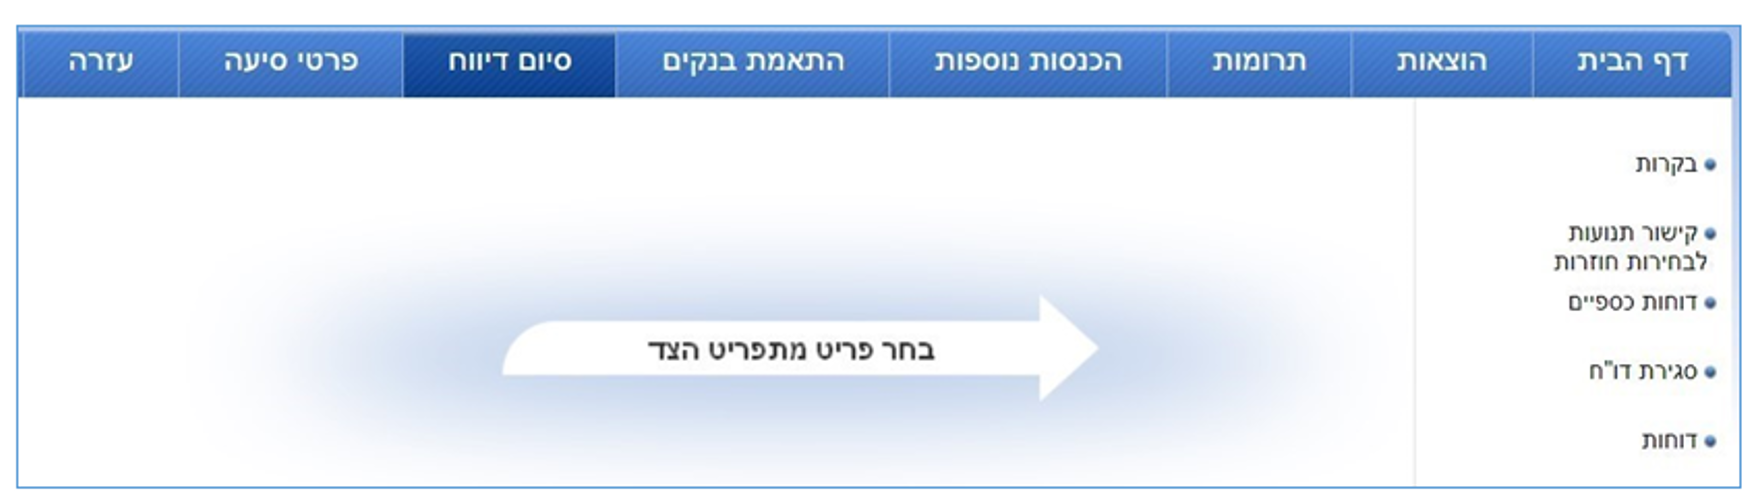 דף הבית
הוצאות
תרומות
הכנסות נוספות
התאמת בנקים
סיום דיווח
פרטי סיעה
עזרה
בקרות
קישור תנועות
לבחירות חוזרות
דוחות כספיים
סגירת דו"ח
דוחות
בחר פריט מתפריט הצד